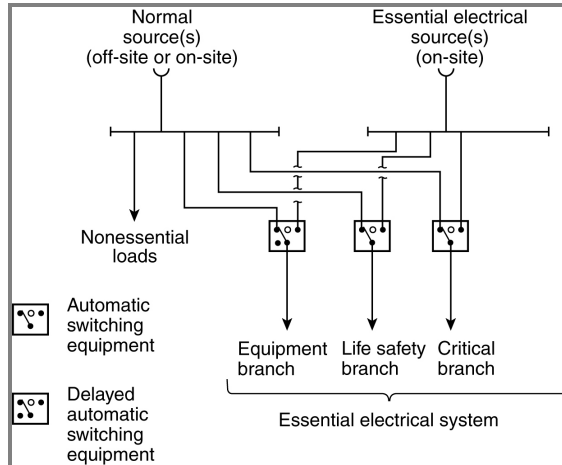 Normal
source(s)
(off-site or on-site)
Essential electrical
source(s)
(on-site)
Nonessential
loads
Automatic
switching
equipment
Equipment
branch
Life safety
branch
Critical
branch
Delayed
automatic
switching
equipment
Essential electrical system